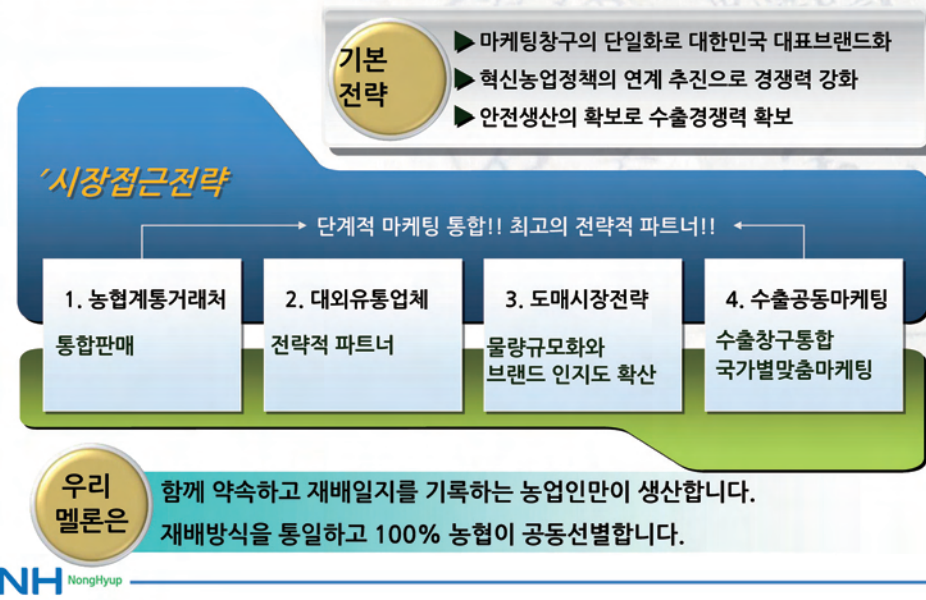 기본
전략
▶ 마케팅창구의 단일화로 대한민국 대표브랜드화
▶ 혁신농업정책의 연계 추진으로 경쟁력 강화
▶ 안전생산의 확보로 수출경쟁력 확보
´시장접근전략
단계적 마케팅 통합!! 최고의 전략적 파트너!!
1. 농협계통거래처
통합판매
2. 대외유통업체
전략적 파트너
3. 도매시장전략
물량규모화와
브랜드 인지도 확산
4. 수출공동마케팅
수출창구통합
국가별맞춤마케팅
우리
멜론은
함께 약속하고 재배일지를 기록하는 농업인만이 생산합니다.
재배방식을 통일하고 100% 농협이 공동선별합니다.
NH NongHyup